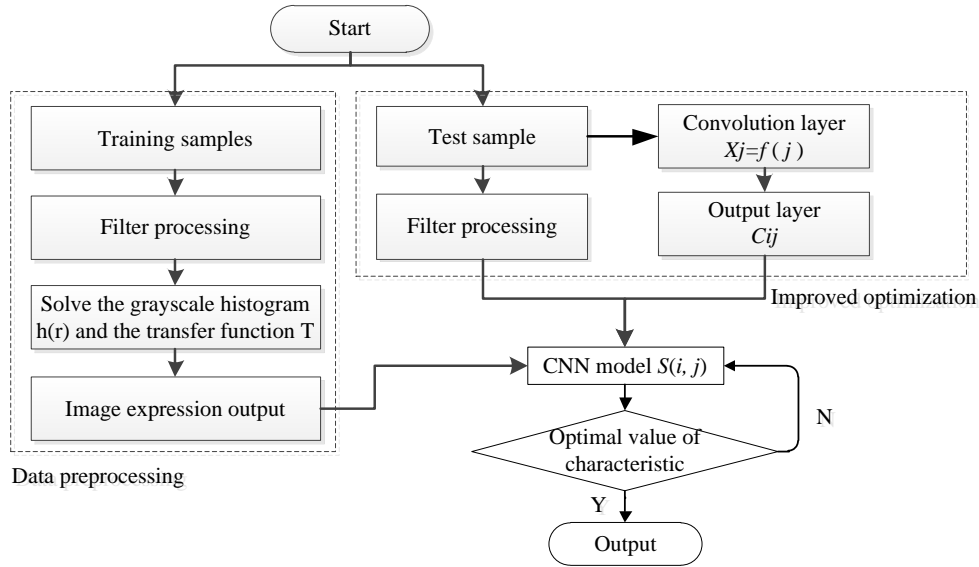 Start
Training samples
Filter processing
Solve the grayscale histogram
h(r) and the transfer function T
Image expression output
Data preprocessing
Test sample
Filter processing
Convolution layer
Xj=f ( j )
Output layer
Cij
Improved optimization
CNN model S(i, j)
Optimal value of
characteristic
N
Y
Output